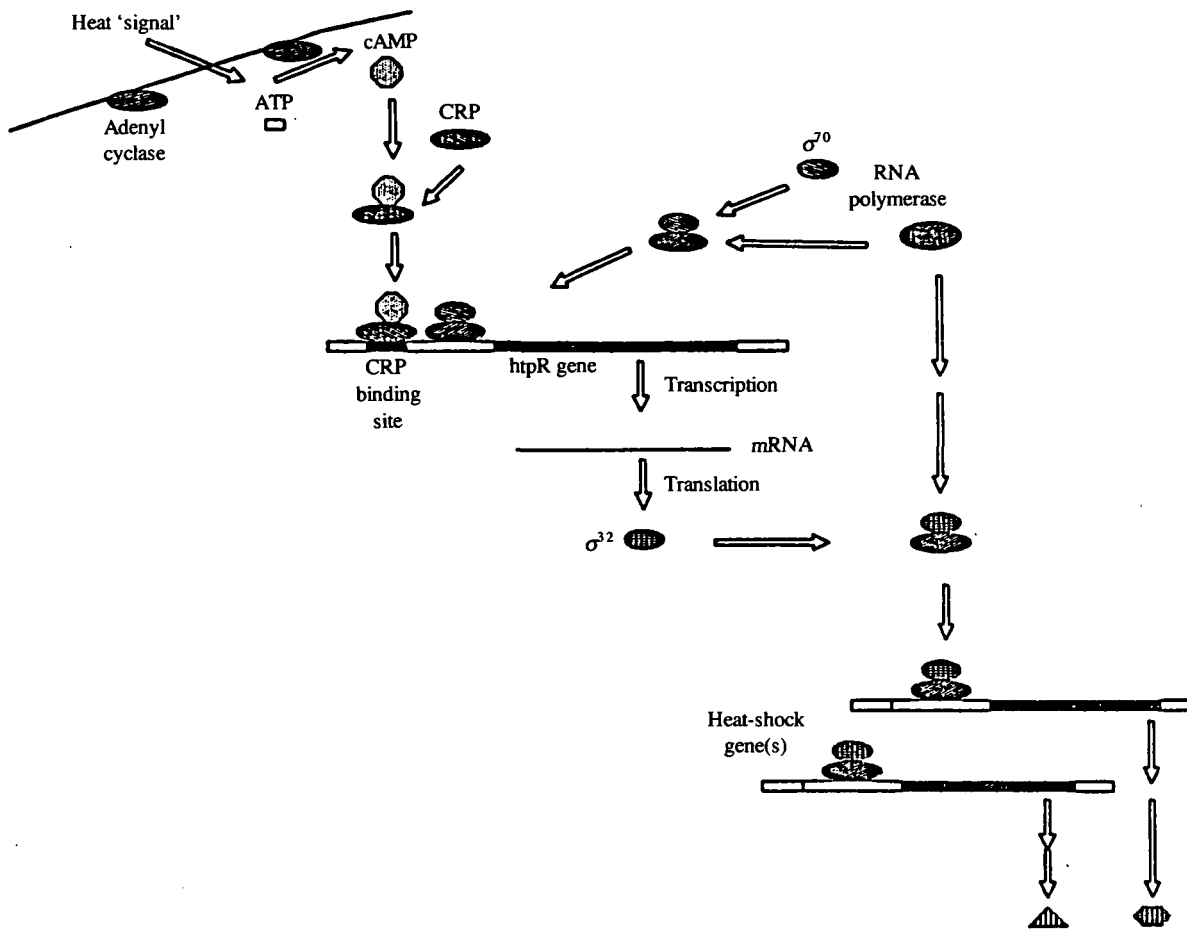 Heat ‘signal’
cAMP
ATP
Adenyl
cyclase
CRP
σ70
RNA
polymerase
CRP
binding
site
htpR gene
Transcription
mRNA
Translation
σ32
Heat-shock
gene(s)